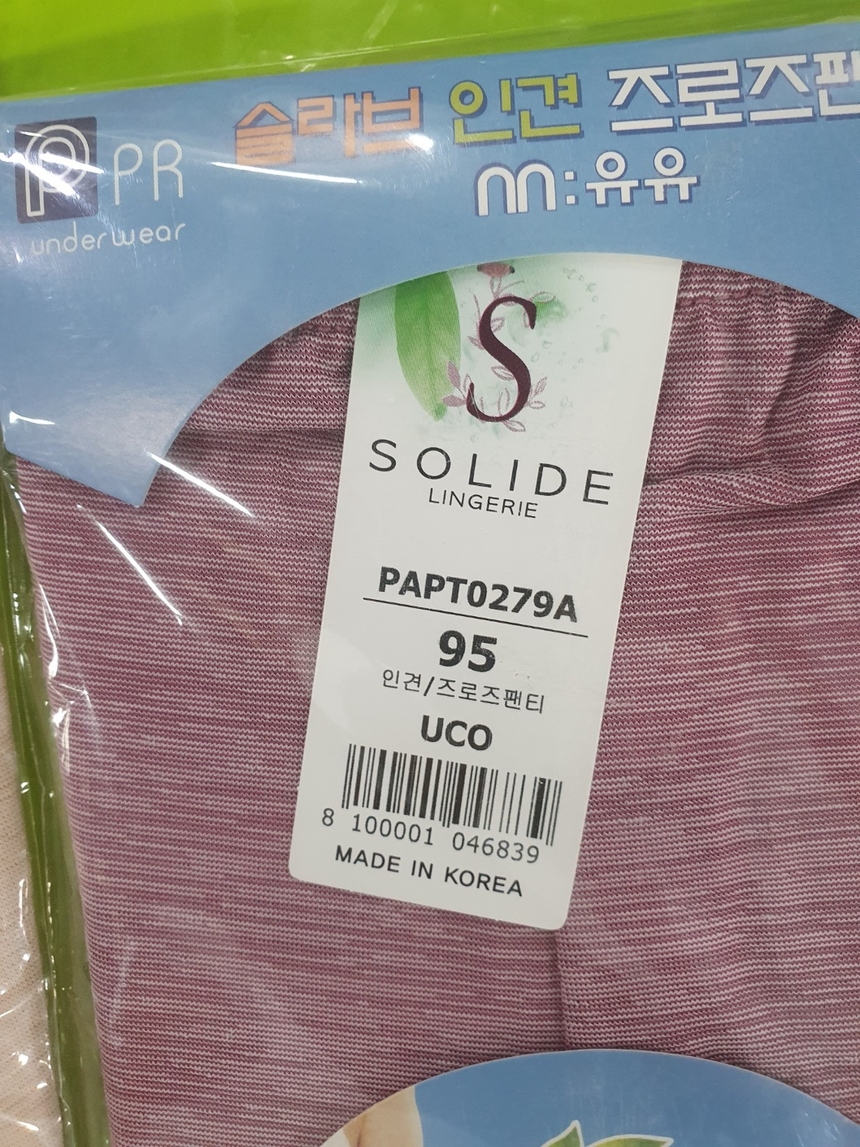 P PR
underwear
슬라브 인견 즈로즈팬
m:유유
S
SOLIDE
LINGERIE
PAPT0279A
95
인견/즈로즈팬티
UCO
8 100001 046839
MADE IN KOREA